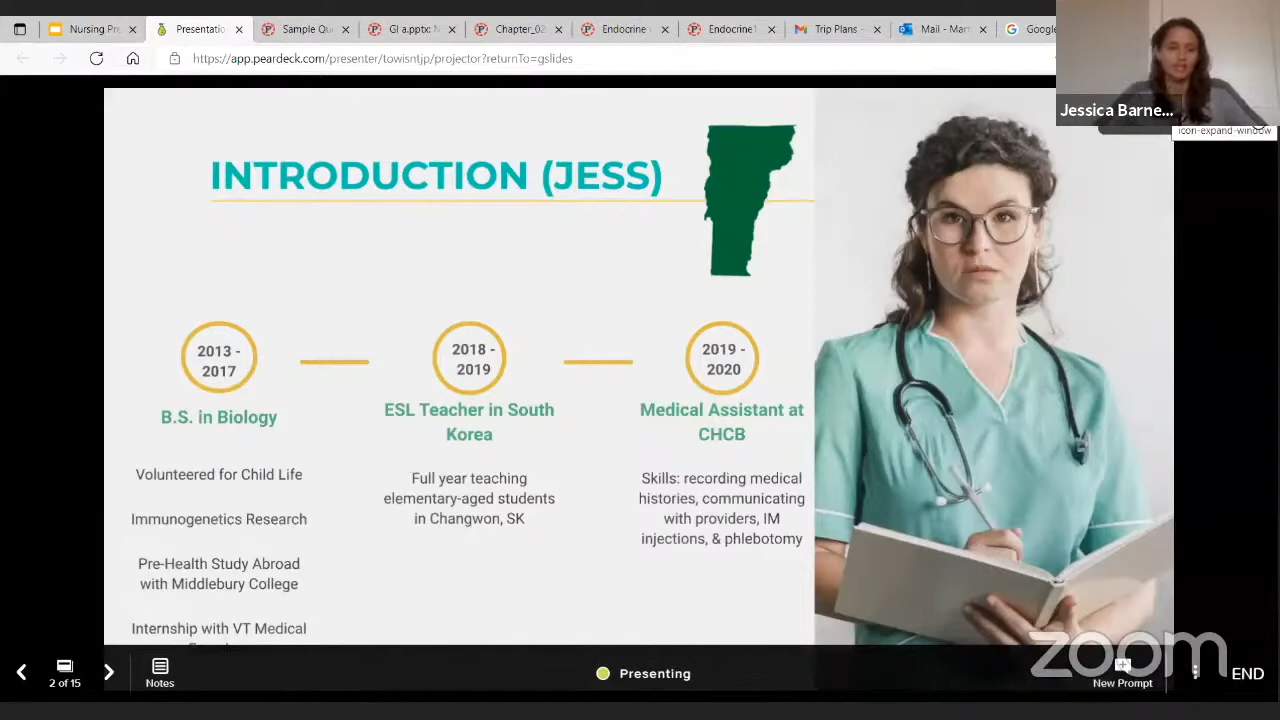 Nursing Pre
Presentatio
Sample Qu
GI a.pptx: N
Chapter_02
Endocrine
Endocrine1
Trip Plans -
Mail - Mar
Google
https://app.peardeck.com/presenter/towisntjp/projector?returnTo=gslides
Jessica Barne...
icon-expand-window
INTRODUCTION (JESS)
2013 -
2017
B.S. in Biology
Volunteered for Child Life
Immunogenetics Research
Pre-Health Study Abroad
with Middlebury College
Internship with VT Medical
2018 -
2019
ESL Teacher in South
Korea
Full year teaching
elementary-aged students
in Changwon, SK
2019 -
2020
Medical Assistant at
CHCB
Skills: recording medical
histories, communicating
with providers, IM
injections, & phlebotomy
2 of 15
Notes
Presenting
New Prompt
END
zoom